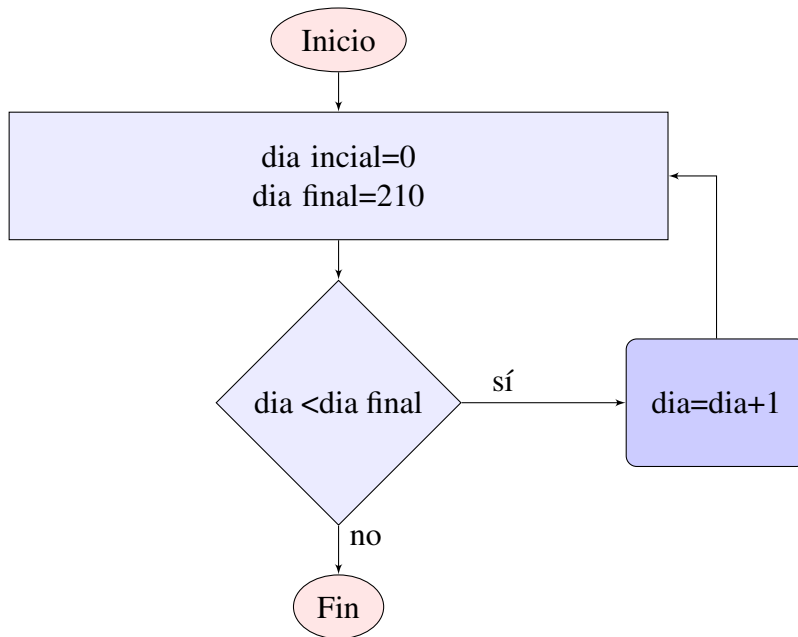 Inicio
dia incial=0
dia final=210
dia <dia final
sí
dia=dia+1
no
Fin